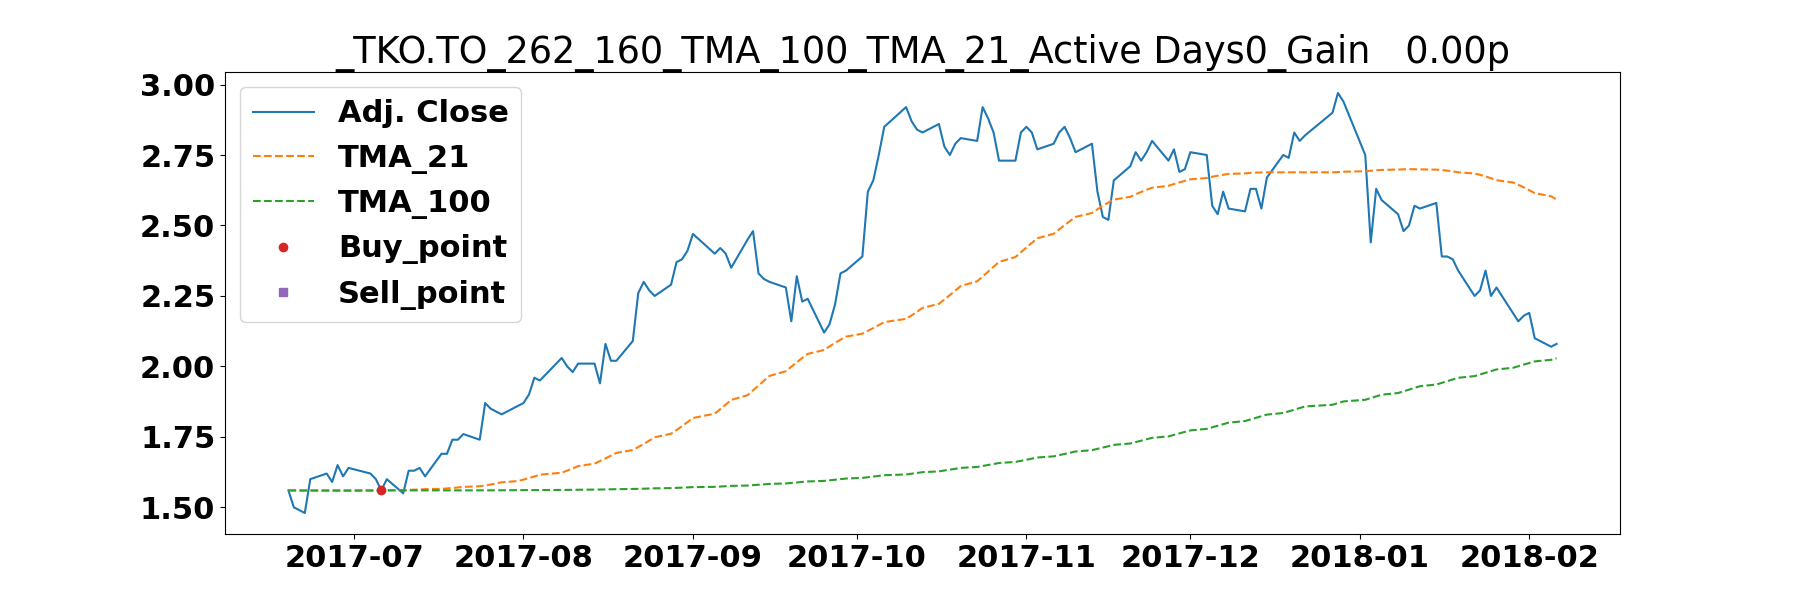 _TKO.TO_262_160_TMA_100_TMA_21_Active Days0_Gain   0.00p
3.00
2.75
2.50
2.25
2.00
1.75
1.50
Adj. Close
TMA_21
TMA_100
Buy_point
Sell_point
2017-07 2017-08 2017-09 2017-10 2017-11 2017-12 2018-01 2018-02